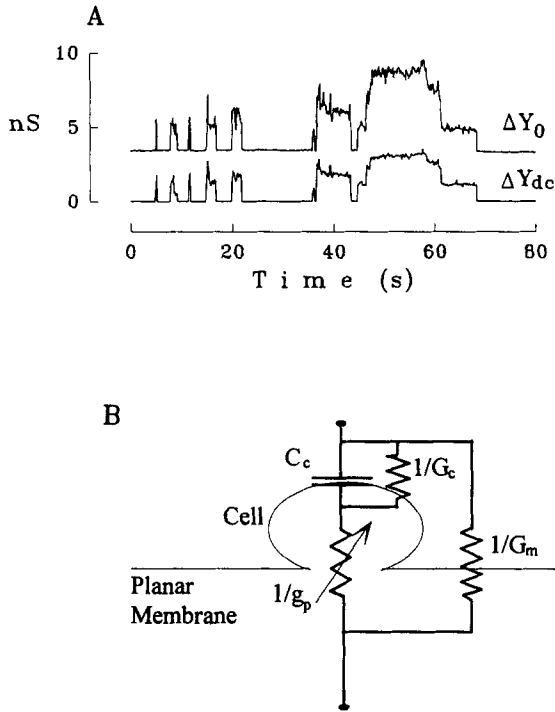 A
10
nS
5
0
ΔY₀
ΔYdc
0 20 40 60 80
T i m e (s)
B
Cc
1/Gc
Cell
1/Gm
1/gp
Planar
Membrane